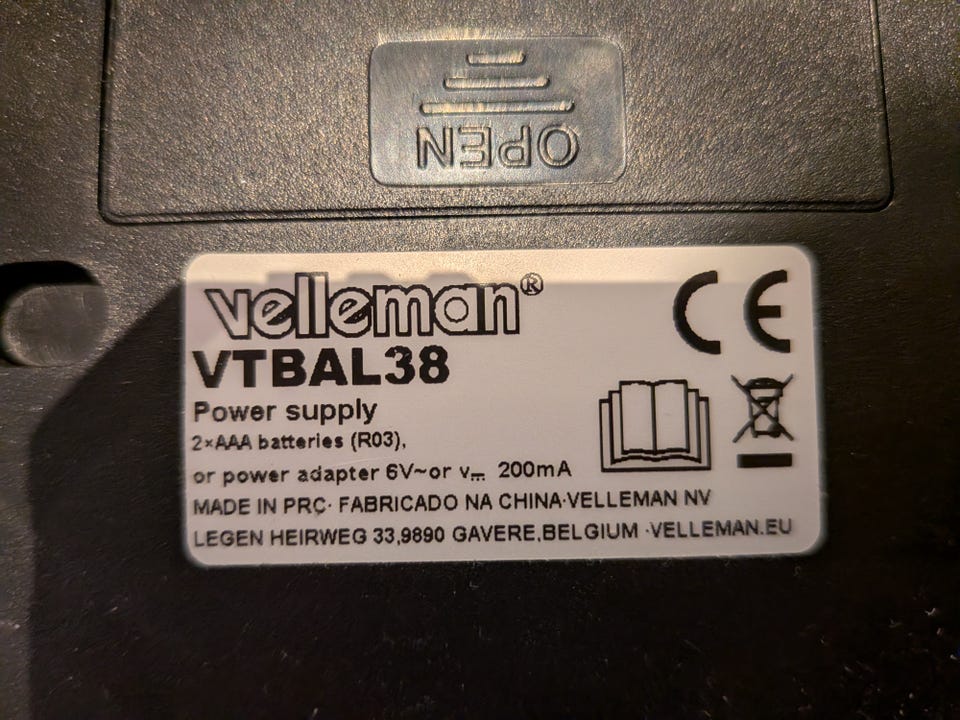 OPEN
velleman®
VTBAL38
Power supply
2×AAA batteries (R03),
or power adapter 6V~or v⎓ 200mA
MADE IN PRC· FABRICADO NA CHINA·VELLEMAN NV
LEGEN HEIRWEG 33,9890 GAVERE,BELGIUM ·VELLEMAN.EU
CE